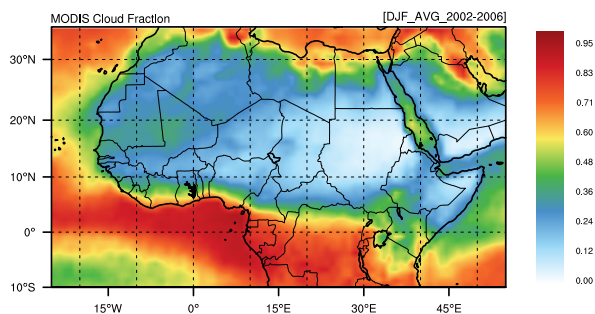 MODIS Cloud Fraction [DJF_AVG_2002-2006]
30°N
20°N
10°N
0°
10°S
15°W 0° 15°E 30°E 45°E
0.95
0.83
0.71
0.60
0.48
0.36
0.24
0.12
0.00